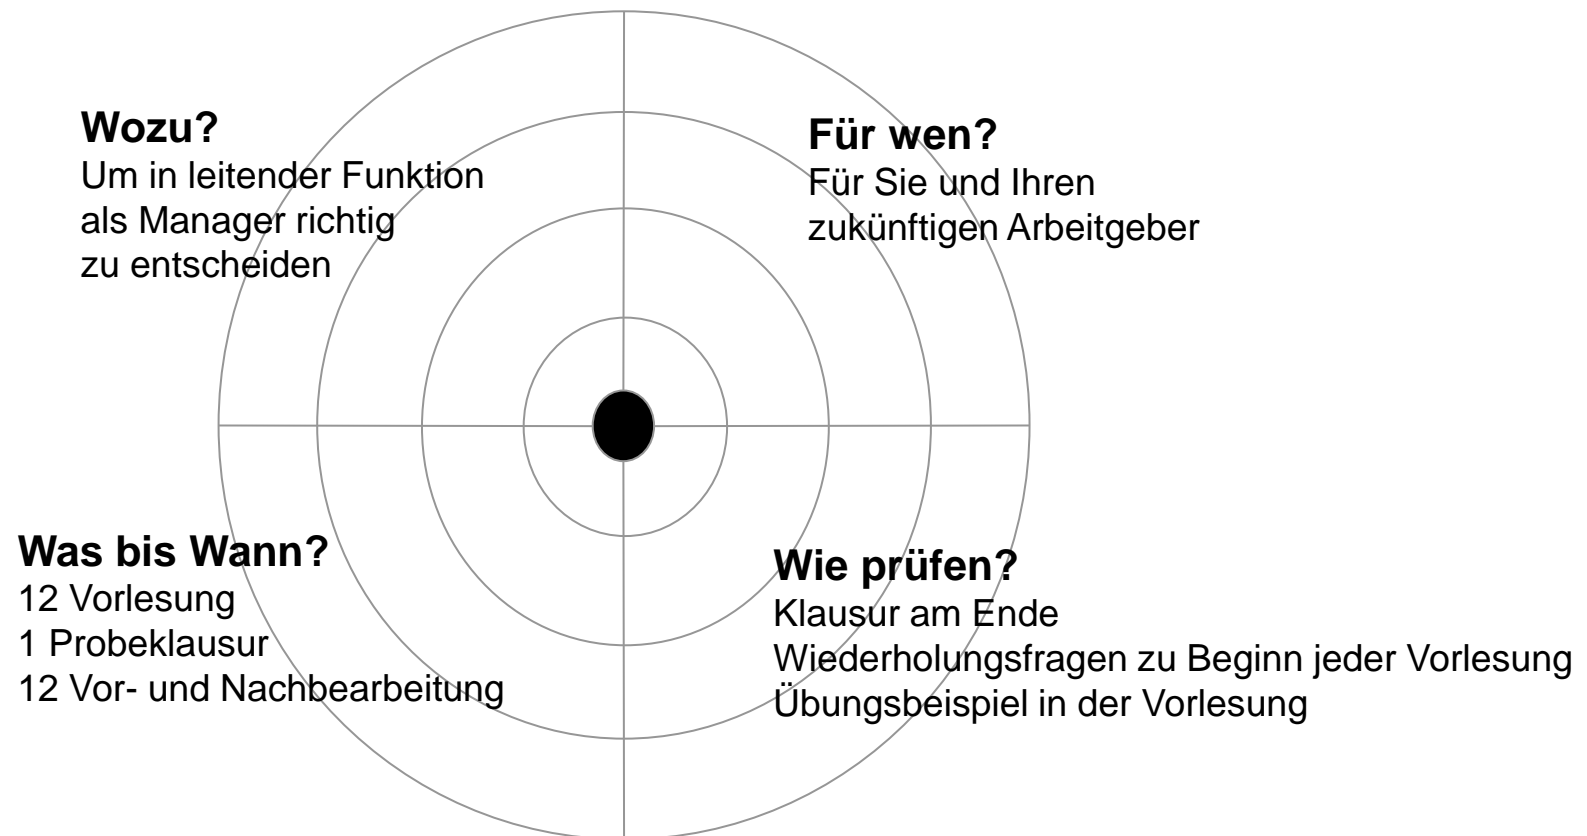 Wozu?
Um in leitender Funktion
als Manager richtig
zu entscheiden
Für wen?
Für Sie und Ihren
zukünftigen Arbeitgeber
Was bis Wann?
12 Vorlesung
1 Probeklausur
12 Vor- und Nachbearbeitung
Wie prüfen?
Klausur am Ende
Wiederholungsfragen zu Beginn jeder Vorlesung
Übungsbeispiel in der Vorlesung